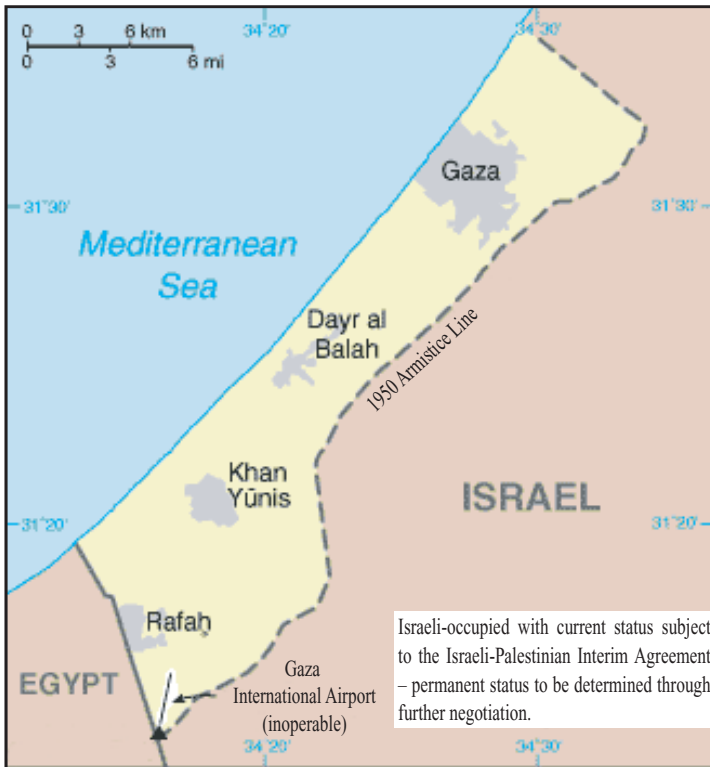 0 3 6 km
0 3 6 mi
34°20'
34°30'
Gaza
31°30'
31°30'
Mediterranean
Sea
Dayr al
Balah
1950 Armistice Line
Khan
Yūnis
ISRAEL
31°20'
31°20'
Rafaḥ
EGYPT
Gaza
International Airport
(inoperable)
Israeli-occupied with current status subject
to the Israeli-Palestinian Interim Agreement
– permanent status to be determined through
further negotiation.
34°20'
34°30'